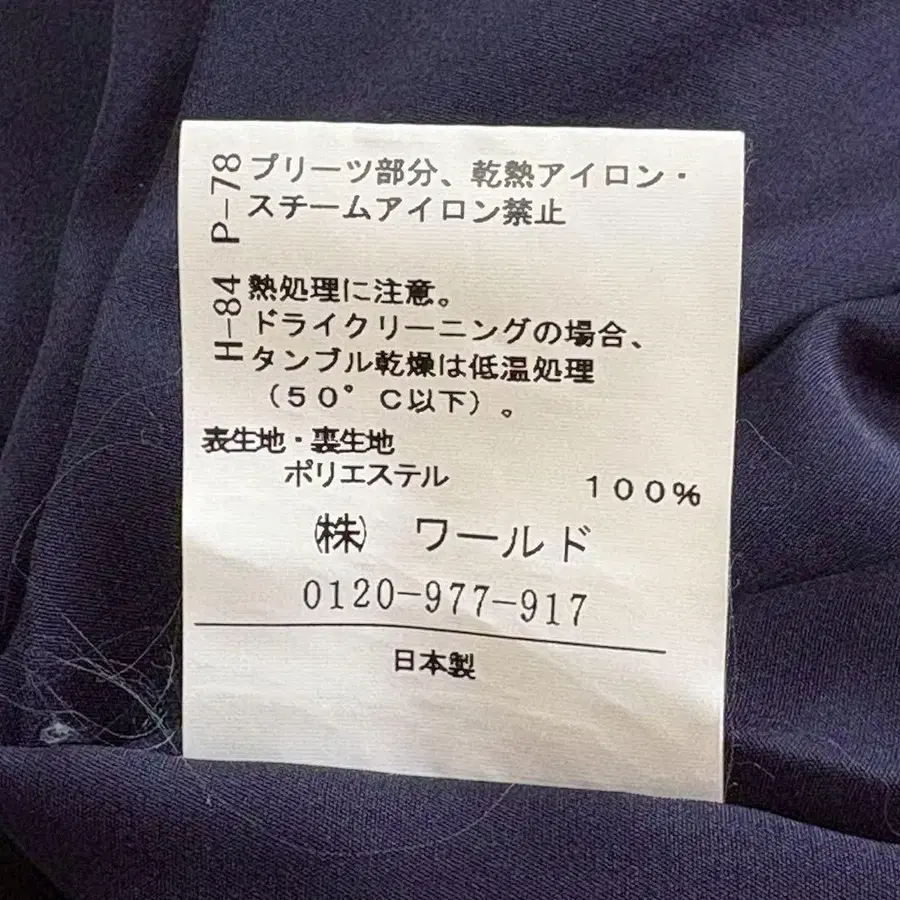 P-78
プリーツ部分、乾熱アイロン・
スチームアイロン禁止
H-84
熱処理に注意。
ドライクリーニングの場合、
タンブル乾燥は低温処理
（５０°Ｃ以下）。
表生地・裏生地
ポリエステル １００％
㈱ ワールド
0120-977-917
日本製